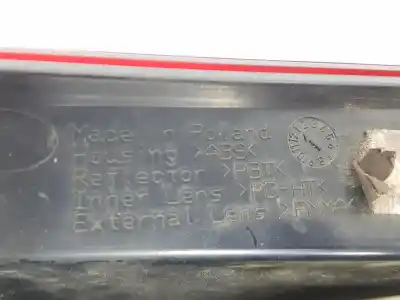 Made in Poland
Housing >ABS<
Reflector >PBT<
Inner Lens >PC-HT<
External Lens >PMMA<